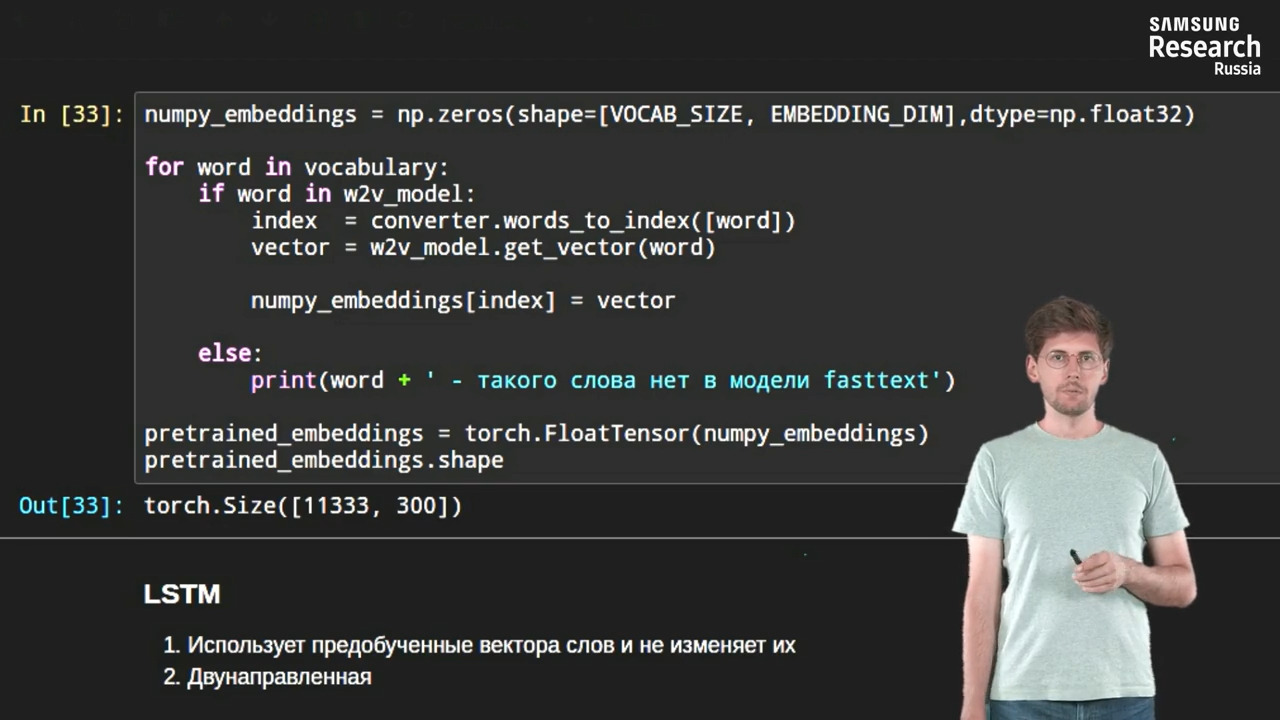 SAMSUNG
Research
Russia
In [33]: numpy_embeddings = np.zeros(shape=[VOCAB_SIZE, EMBEDDING_DIM],dtype=np.float32)
for word in vocabulary:
if word in w2v_model:
index = converter.words_to_index([word])
vector = w2v_model.get_vector(word)
numpy_embeddings[index] = vector
else:
print(word + ' - такого слова нет в модели fasttext')
pretrained_embeddings = torch.FloatTensor(numpy_embeddings)
pretrained_embeddings.shape
Out[33]: torch.Size([11333, 300])
LSTM
1. Использует предобученные вектора слов и не изменяет их
2. Двунаправленная